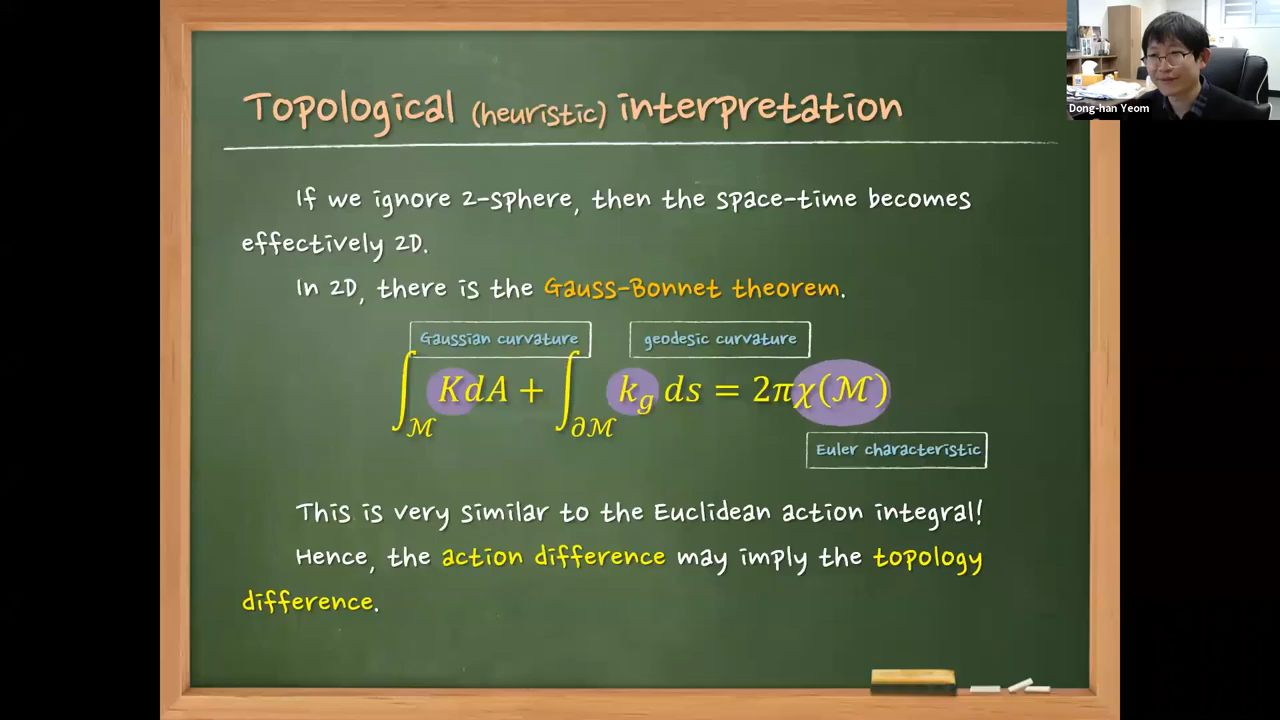 Dong-han Yeom
Topological (heuristic) interpretation
If we ignore 2-sphere, then the space-time becomes
effectively 2D.
In 2D, there is the Gauss-Bonnet theorem.
Gaussian curvature
geodesic curvature
∫_ℳ KdA + ∫_∂ℳ k_g ds = 2πχ(ℳ)
Euler characteristic
This is very similar to the Euclidean action integral!
Hence, the action difference may imply the topology
difference.